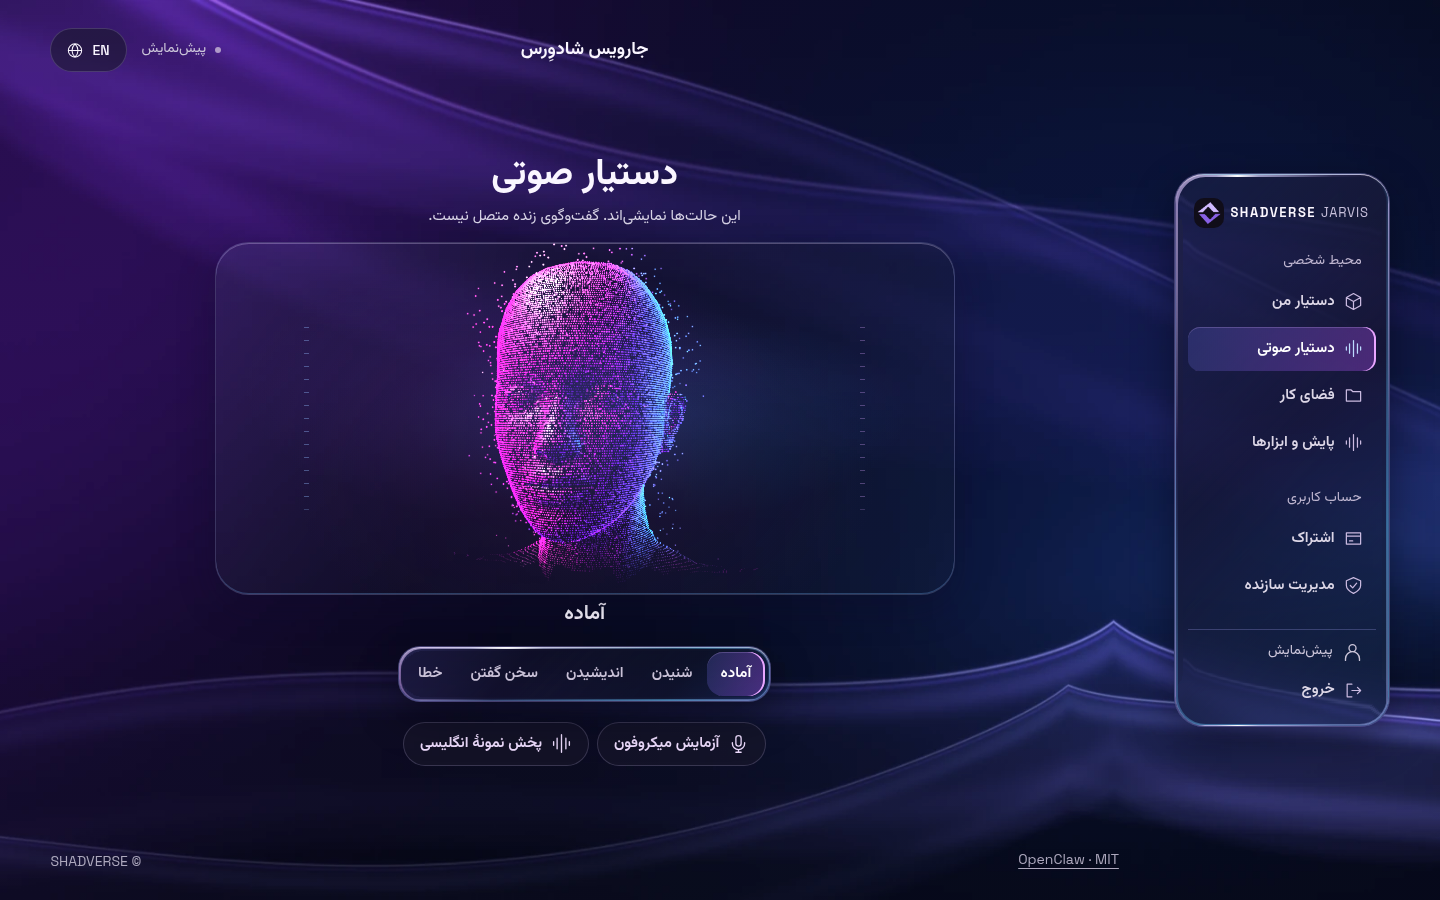 جارویس شادوِرس
پیش‌نمایش
EN
دستیار صوتی
این حالت‌ها نمایشی‌اند. گفت‌وگوی زنده متصل نیست.
SHADVERSE JARVIS
محیط شخصی
دستیار من
دستیار صوتی
فضای کار
پایش و ابزارها
حساب کاربری
اشتراک
مدیریت سازنده
پیش‌نمایش
خروج
آماده
آماده شنیدن اندیشیدن سخن گفتن خطا
آزمایش میکروفون پخش نمونهٔ انگلیسی
OpenClaw · MIT
SHADVERSE ©